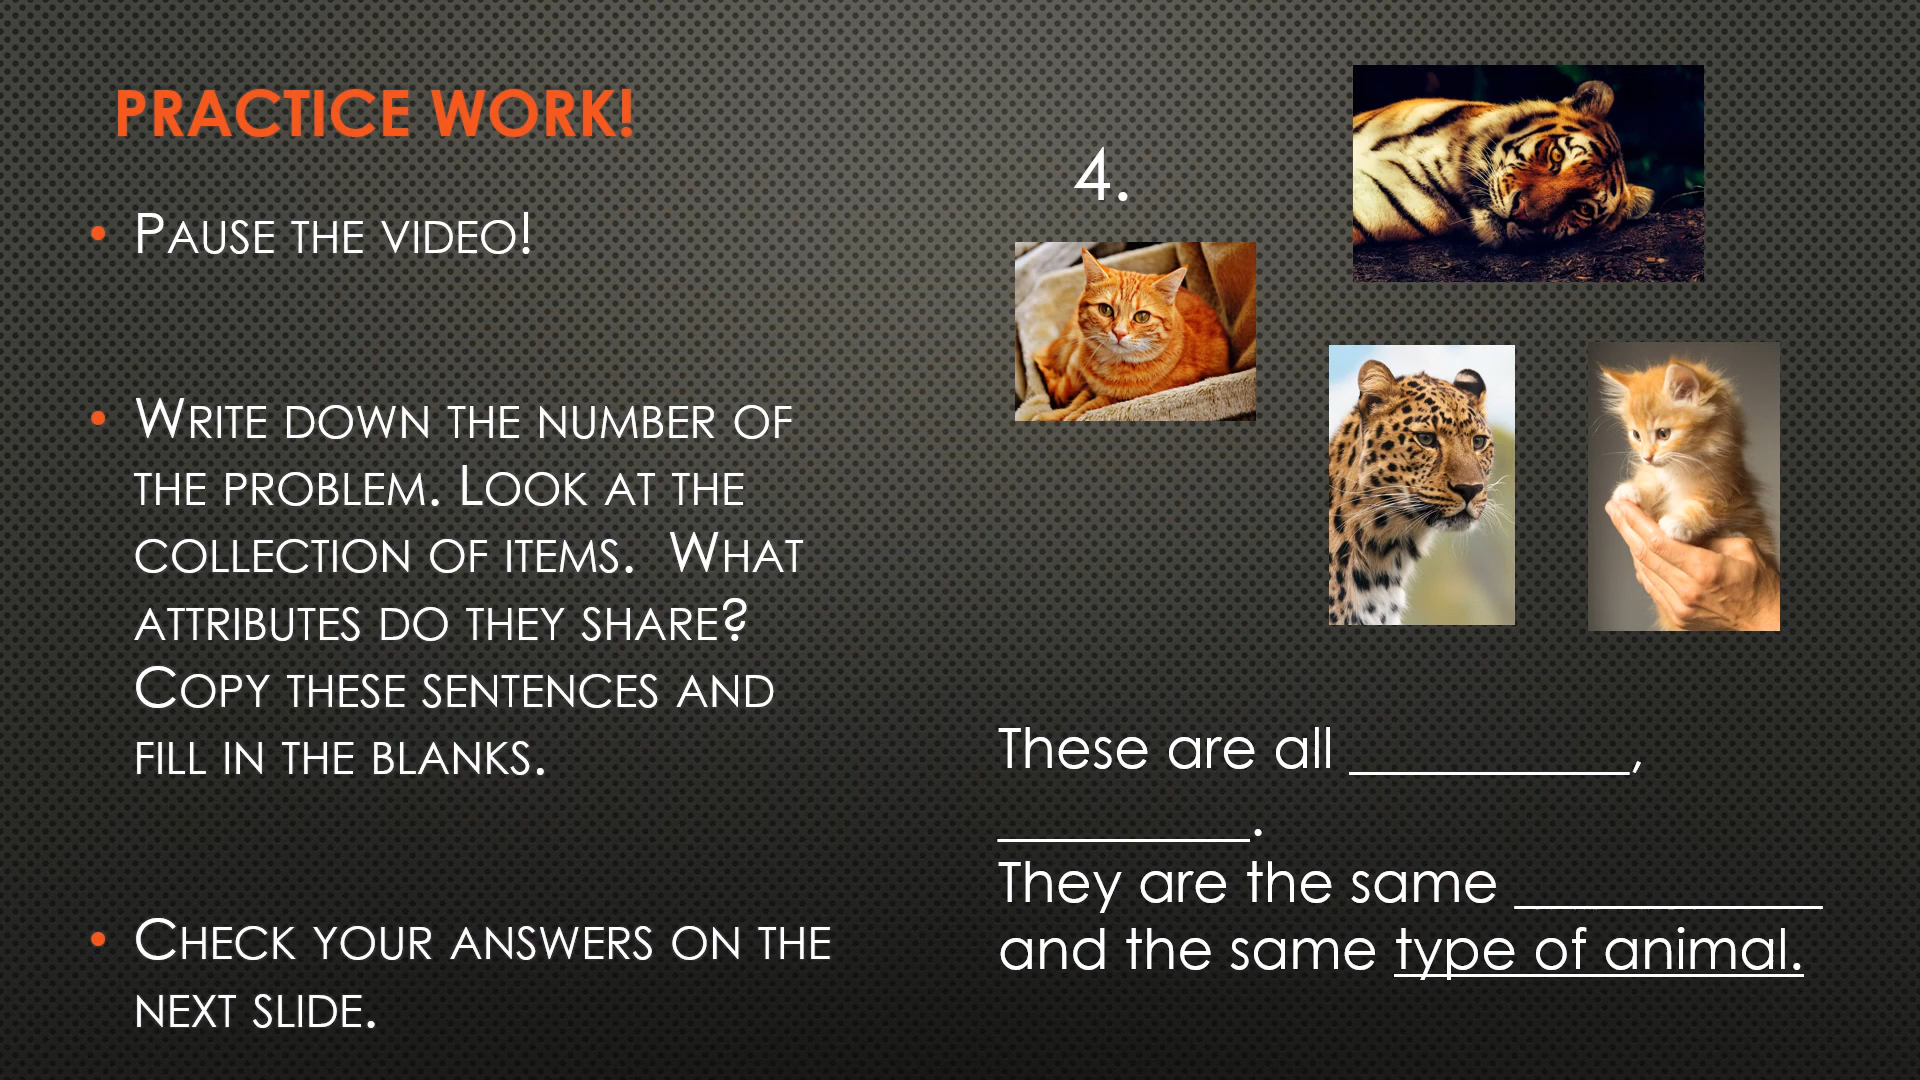 PRACTICE WORK!
• PAUSE THE VIDEO!
• WRITE DOWN THE NUMBER OF
THE PROBLEM. LOOK AT THE
COLLECTION OF ITEMS.  WHAT
ATTRIBUTES DO THEY SHARE?
COPY THESE SENTENCES AND
FILL IN THE BLANKS.
• CHECK YOUR ANSWERS ON THE
NEXT SLIDE.
4.
These are all __________,
_________.
They are the same ___________
and the same type of animal.